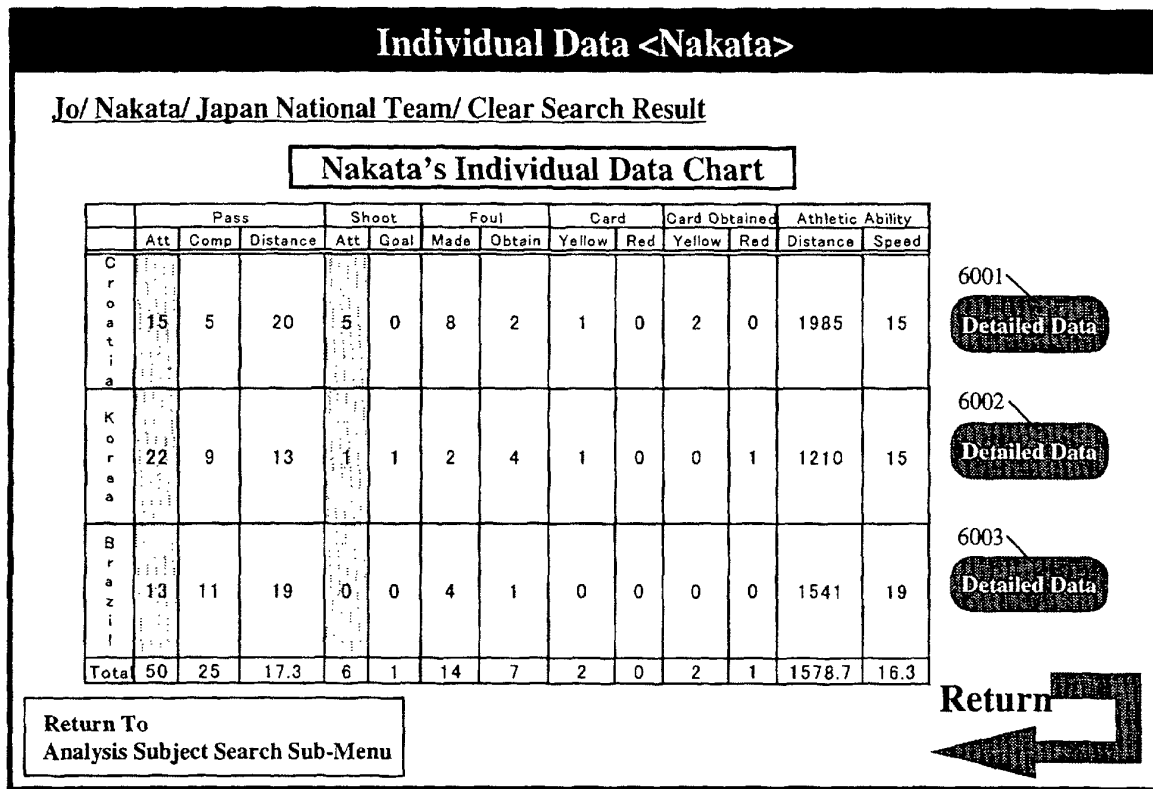 Individual Data <Nakata>
Jo/ Nakata/ Japan National Team/ Clear Search Result
Nakata's Individual Data Chart
Pass Shoot Foul Card Card Obtained Athletic Ability
Att Comp Distance Att Goal Made Obtain Yellow Red Yellow Red Distance Speed
Croatia 15 5 20 5 0 8 2 1 0 2 0 1985 15
6001
Detailed Data
Korea 22 9 13 1 1 2 4 1 0 0 1 1210 15
6002
Detailed Data
Brazil 13 11 19 0 0 4 1 0 0 0 0 1541 19
6003
Detailed Data
Total 50 25 17.3 6 1 14 7 2 0 2 1 1578.7 16.3
Return
Return To
Analysis Subject Search Sub-Menu